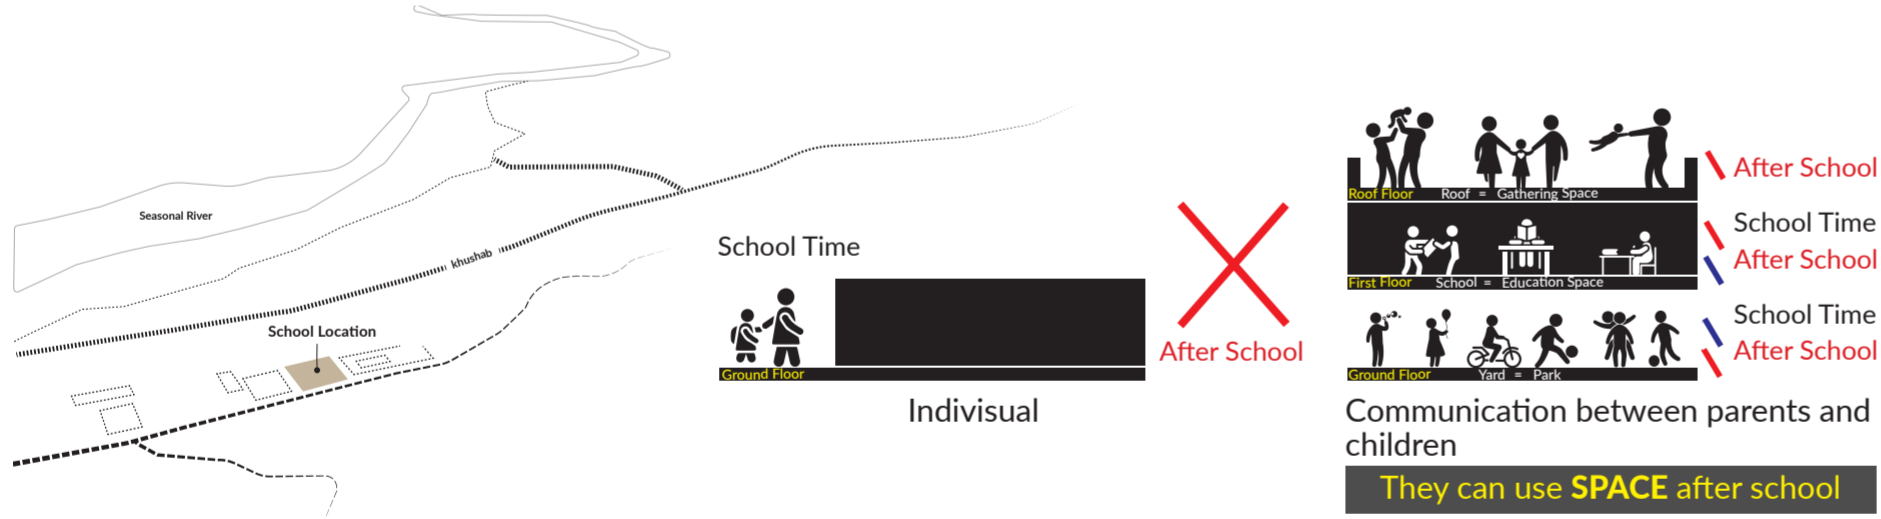 Seasonal River
khushab
School Location
School Time
Ground Floor
Indivisual
After School
After School
Roof Floor Roof = Gathering Space
School Time
After School
First Floor School = Education Space
School Time
After School
Ground Floor Yard = Park
Communication between parents and
children
They can use SPACE after school